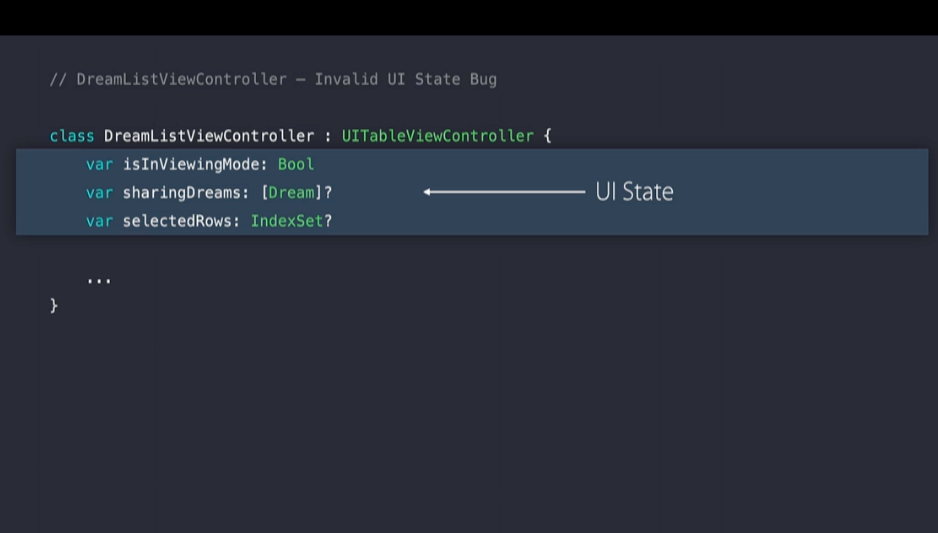 // DreamListViewController – Invalid UI State Bug
class DreamListViewController : UITableViewController {
var isInViewingMode: Bool
var sharingDreams: [Dream]?
UI State
var selectedRows: IndexSet?
...
}